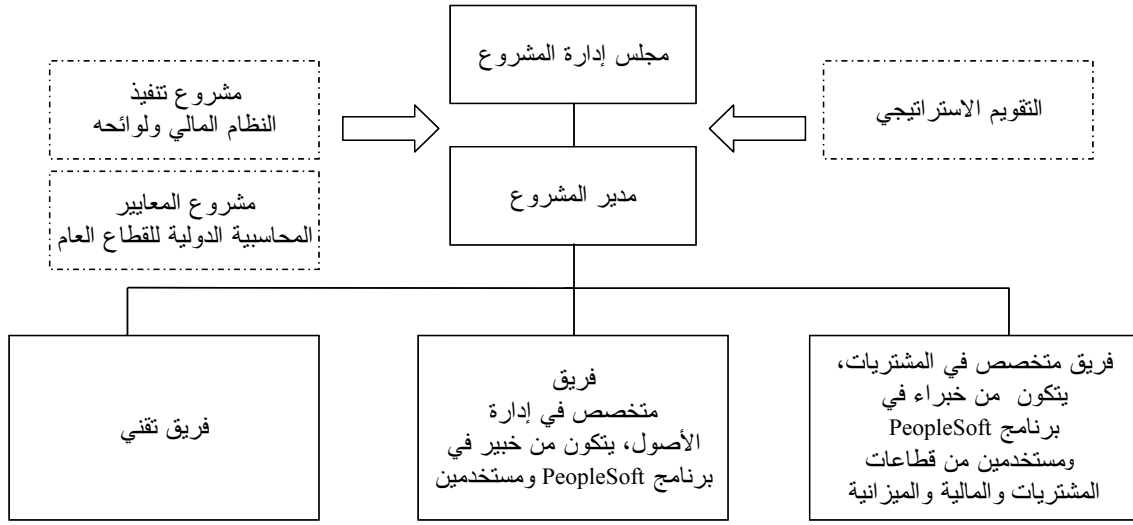 مجلس إدارة المشروع
التقويم الاستراتيجي
مشروع تنفيذ
النظام المالي ولوائحه
مدير المشروع
مشروع المعايير
المحاسبية الدولية للقطاع العام
فريق متخصص في المشتريات،
يتكون من خبراء في
برنامج PeopleSoft
ومستخدمين من قطاعات
المشتريات والمالية والميزانية
فريق
متخصص في إدارة
الأصول، يتكون من خبير في
برنامج PeopleSoft ومستخدمين
فريق تقني